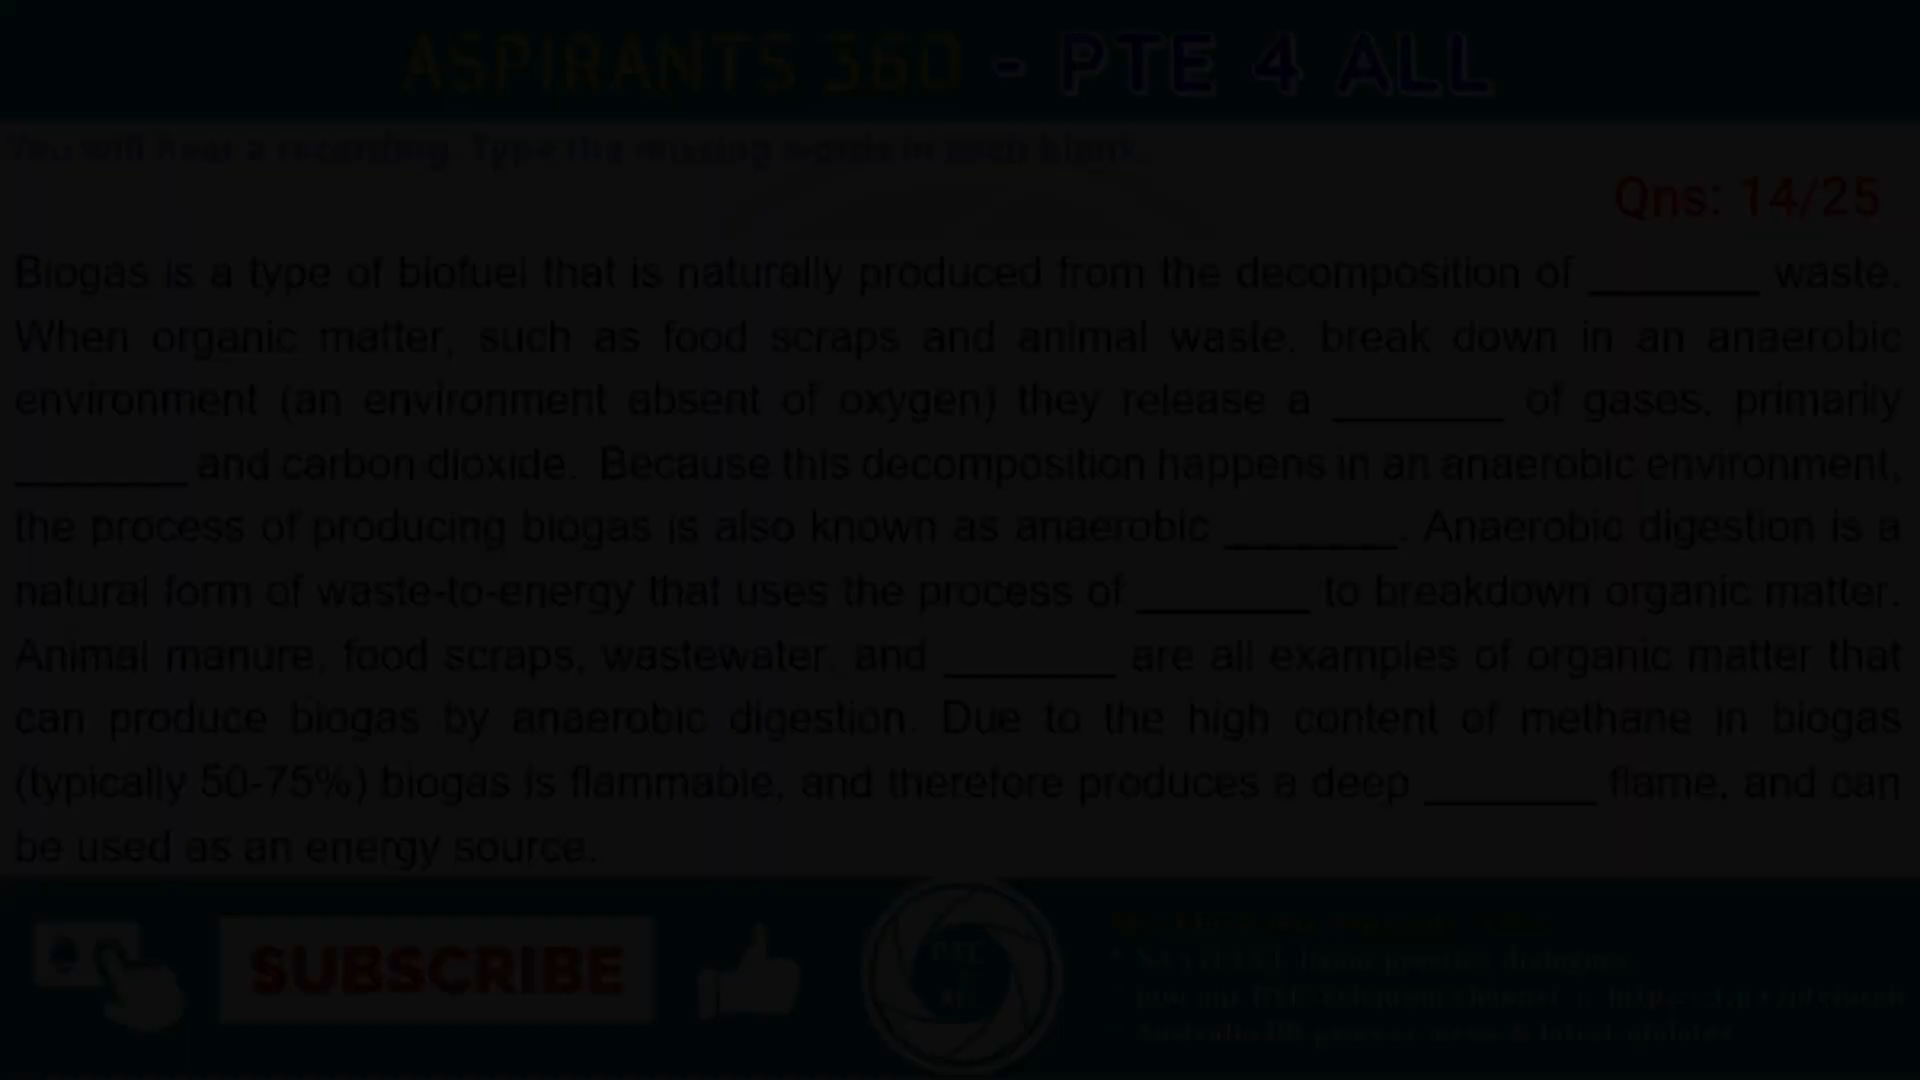 ASPIRANTS 360 - PTE 4 ALL
You will hear a recording. Type the missing words in each blank.
Qns: 14/25
Biogas is a type of biofuel that is naturally produced from the decomposition of _______ waste.
When organic matter, such as food scraps and animal waste, break down in an anaerobic
environment (an environment absent of oxygen) they release a _______ of gases, primarily
_______ and carbon dioxide. Because this decomposition happens in an anaerobic environment,
the process of producing biogas is also known as anaerobic _______. Anaerobic digestion is a
natural form of waste-to-energy that uses the process of _______ to breakdown organic matter.
Animal manure, food scraps, wastewater, and _______ are all examples of organic matter that
can produce biogas by anaerobic digestion. Due to the high content of methane in biogas
(typically 50-75%) biogas is flammable, and therefore produces a deep _______ flame, and can
be used as an energy source.
SUBSCRIBE